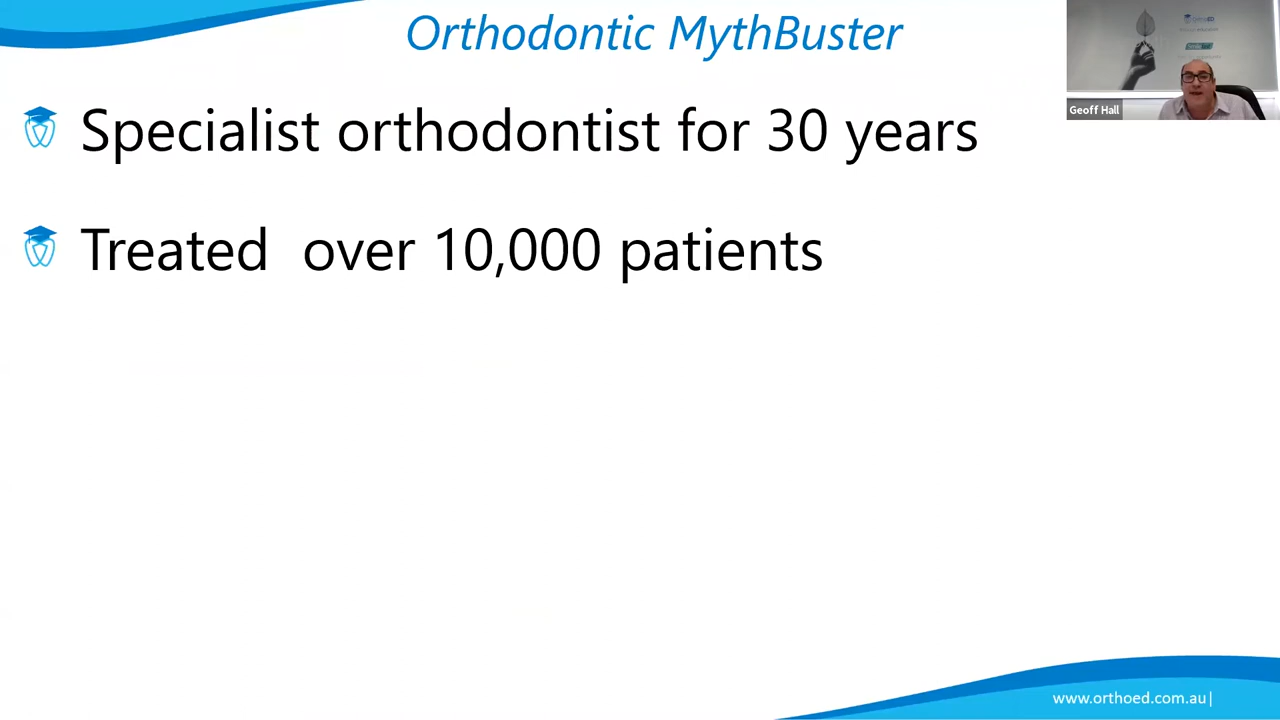 Orthodontic MythBuster
Geoff Hall
Specialist orthodontist for 30 years
Treated over 10,000 patients
www.orthoed.com.au|